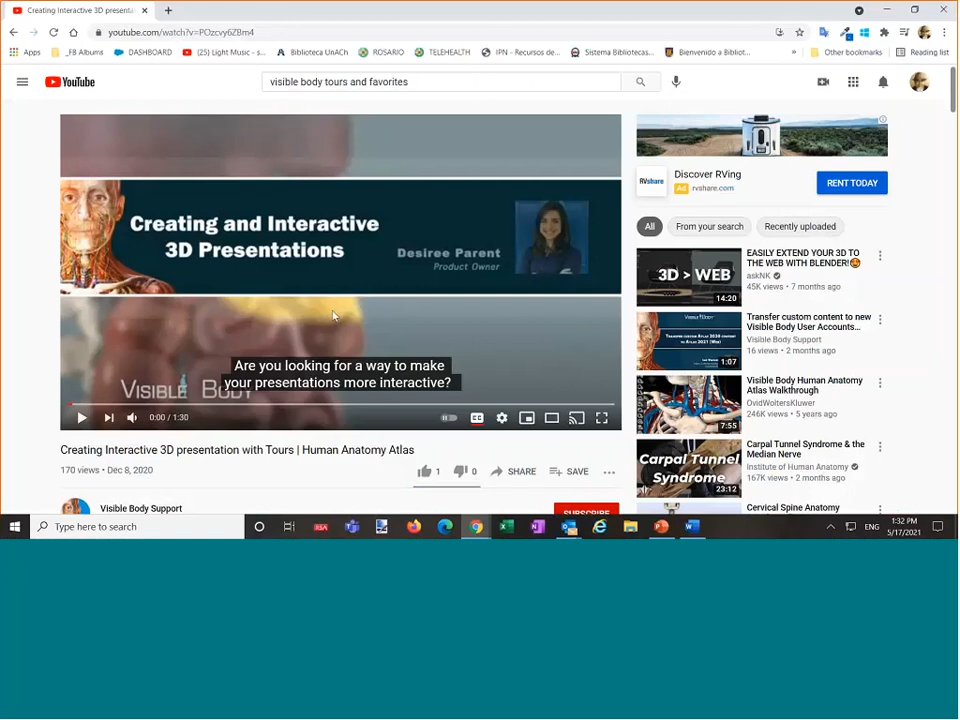 Creating Interactive 3D presenta
youtube.com/watch?v=POzcvy6ZBm4
Apps
_FB Albums
DASHBOARD
(25) Light Music - s...
Biblioteca UnACh
ROSARIO
TELEHEALTH
IPN - Recursos de...
Sistema Bibliotecas...
Bienvenido a Bibliot...
»
Other bookmarks
Reading list
YouTube
visible body tours and favorites
Creating and Interactive
3D Presentations
Desiree Parent
Product Owner
Are you looking for a way to make
your presentations more interactive?
VISIBLE BODY
0:00 / 1:30
CC
Creating Interactive 3D presentation with Tours | Human Anatomy Atlas
170 views • Dec 8, 2020
1
0
SHARE
SAVE
Visible Body Support
SUBSCRIBE
RVshare
Discover RVing
Ad rvshare.com
RENT TODAY
All
From your search
Recently uploaded
3D > WEB
14:20
EASILY EXTEND YOUR 3D TO
THE WEB WITH BLENDER!
askNK
45K views • 7 months ago
VISIBLE BODY
1:07
Transfer custom content to new
Visible Body User Accounts...
Visible Body Support
16 views • 2 months ago
7:55
Visible Body Human Anatomy
Atlas Walkthrough
OvidWoltersKluwer
246K views • 5 years ago
Carpal Tunnel
Syndrome
23:12
Carpal Tunnel Syndrome & the
Median Nerve
Institute of Human Anatomy
167K views • 2 months ago
Cervical Spine Anatomy
Type here to search
RSA
ENG
1:32 PM
5/17/2021